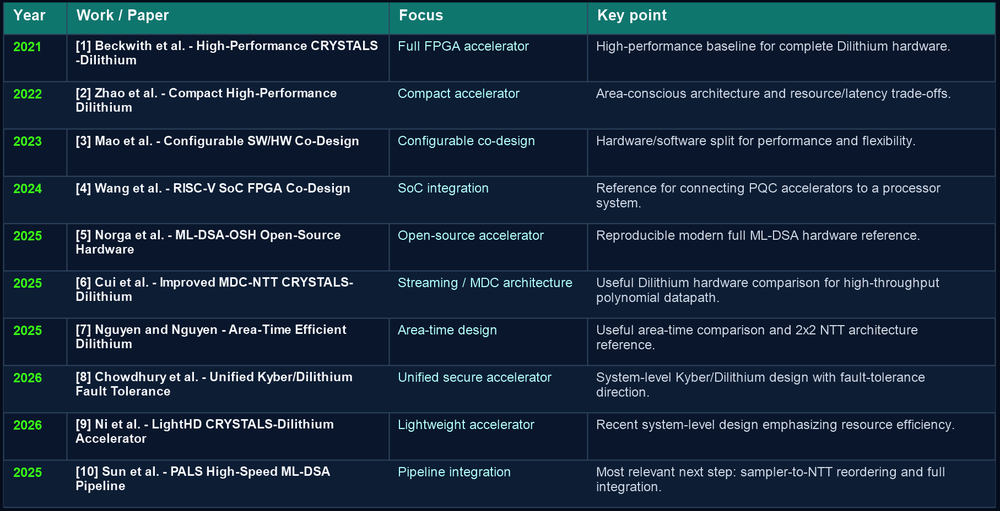 Year Work / Paper Focus Key point
2021 [1] Beckwith et al. - High-Performance CRYSTALS Full FPGA accelerator High-performance baseline for complete Dilithium hardware.
-Dilithium
2022 [2] Zhao et al. - Compact High-Performance Compact accelerator Area-conscious architecture and resource/latency trade-offs.
Dilithium
2023 [3] Mao et al. - Configurable SW/HW Co-Design Configurable co-design Hardware/software split for performance and flexibility.
2024 [4] Wang et al. - RISC-V SoC FPGA Co-Design SoC integration Reference for connecting PQC accelerators to a processor
system.
2025 [5] Norga et al. - ML-DSA-OSH Open-Source Open-source accelerator Reproducible modern full ML-DSA hardware reference.
Hardware
2025 [6] Cui et al. - Improved MDC-NTT CRYSTALS- Streaming / MDC architecture Useful Dilithium hardware comparison for high-throughput
Dilithium polynomial datapath.
2025 [7] Nguyen and Nguyen - Area-Time Efficient Area-time design Useful area-time comparison and 2x2 NTT architecture
Dilithium reference.
2026 [8] Chowdhury et al. - Unified Kyber/Dilithium Unified secure accelerator System-level Kyber/Dilithium design with fault-tolerance
Fault Tolerance direction.
2026 [9] Ni et al. - LightHD CRYSTALS-Dilithium Lightweight accelerator Recent system-level design emphasizing resource efficiency.
Accelerator
2025 [10] Sun et al. - PALS High-Speed ML-DSA Pipeline integration Most relevant next step: sampler-to-NTT reordering and full
Pipeline integration.